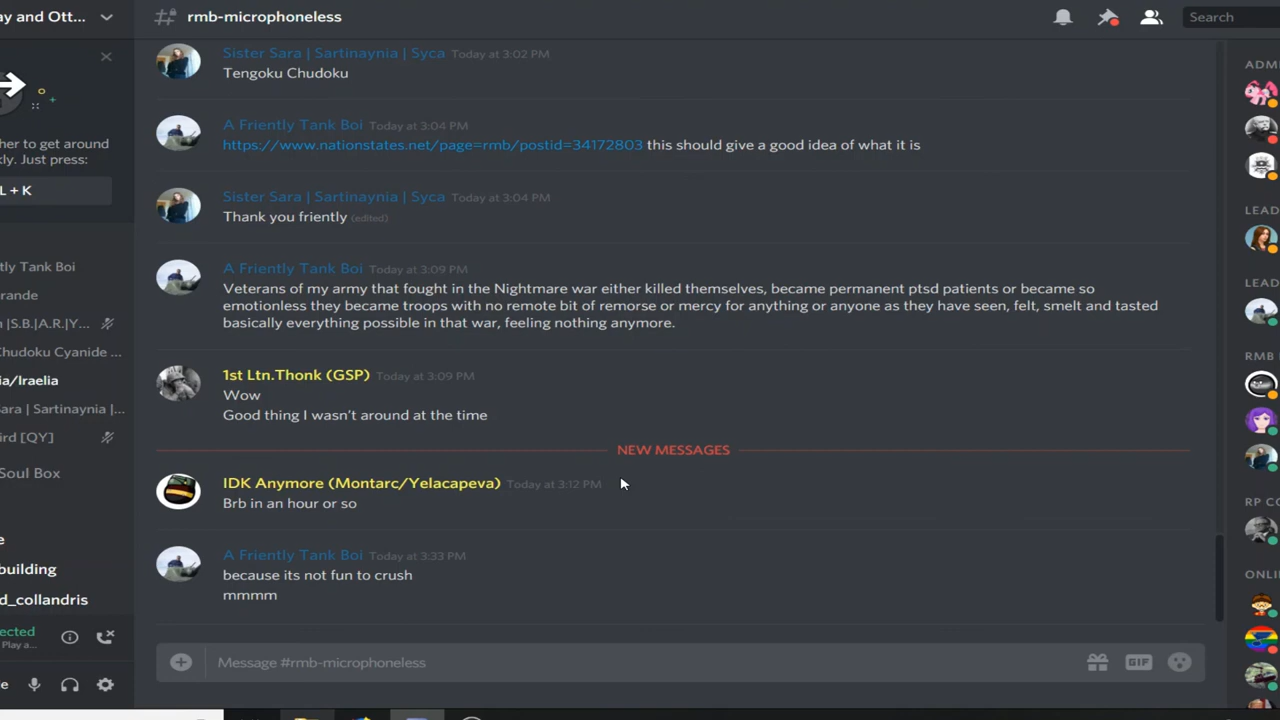 ay and Ott...
rmb-microphoneless
Search
Sister Sara | Sartinaynia | Syca Today at 3:02 PM
Tengoku Chudoku
her to get around
kly. Just press:
L + K
A Friently Tank Boi Today at 3:04 PM
https://www.nationstates.net/page=rmb/postid=34172803 this should give a good idea of what it is
Sister Sara | Sartinaynia | Syca Today at 3:04 PM
Thank you friently (edited)
A Friently Tank Boi Today at 3:09 PM
Veterans of my army that fought in the Nightmare war either killed themselves, became permanent ptsd patients or became so
emotionless they became troops with no remote bit of remorse or mercy for anything or anyone as they have seen, felt, smelt and tasted
basically everything possible in that war, feeling nothing anymore.
1st Ltn.Thonk (GSP) Today at 3:09 PM
Wow
Good thing I wasn't around at the time
NEW MESSAGES
IDK Anymore (Montarc/Yelacapeva) Today at 3:12 PM
Brb in an hour or so
A Friently Tank Boi Today at 3:33 PM
because its not fun to crush
mmmm
Message #rmb-microphoneless
GIF
tly Tank Boi
rande
n |S.B.|A.R.|Y...
Chudoku Cyanide ...
ia/Iraelia
ara | Sartinaynia |...
ird [QY]
Soul Box
e
building
d_collandris
ected
Play a...
e
ADMI
LEAD
LEAD
RMB
RP CO
ONLI